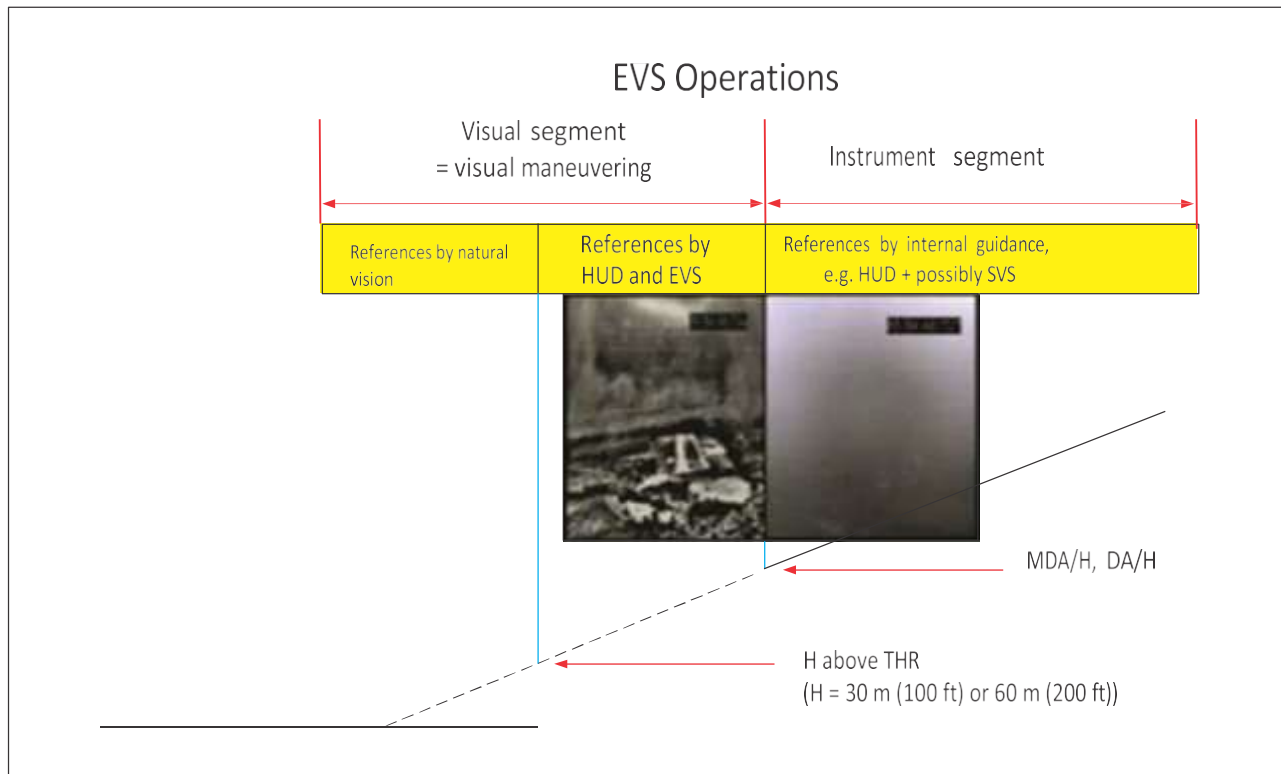 EVS Operations
Visual segment
= visual maneuvering
Instrument segment
References by natural
vision
References by
HUD and EVS
References by internal guidance,
e.g. HUD + possibly SVS
MDA/H, DA/H
H above THR
(H = 30 m (100 ft) or 60 m (200 ft))